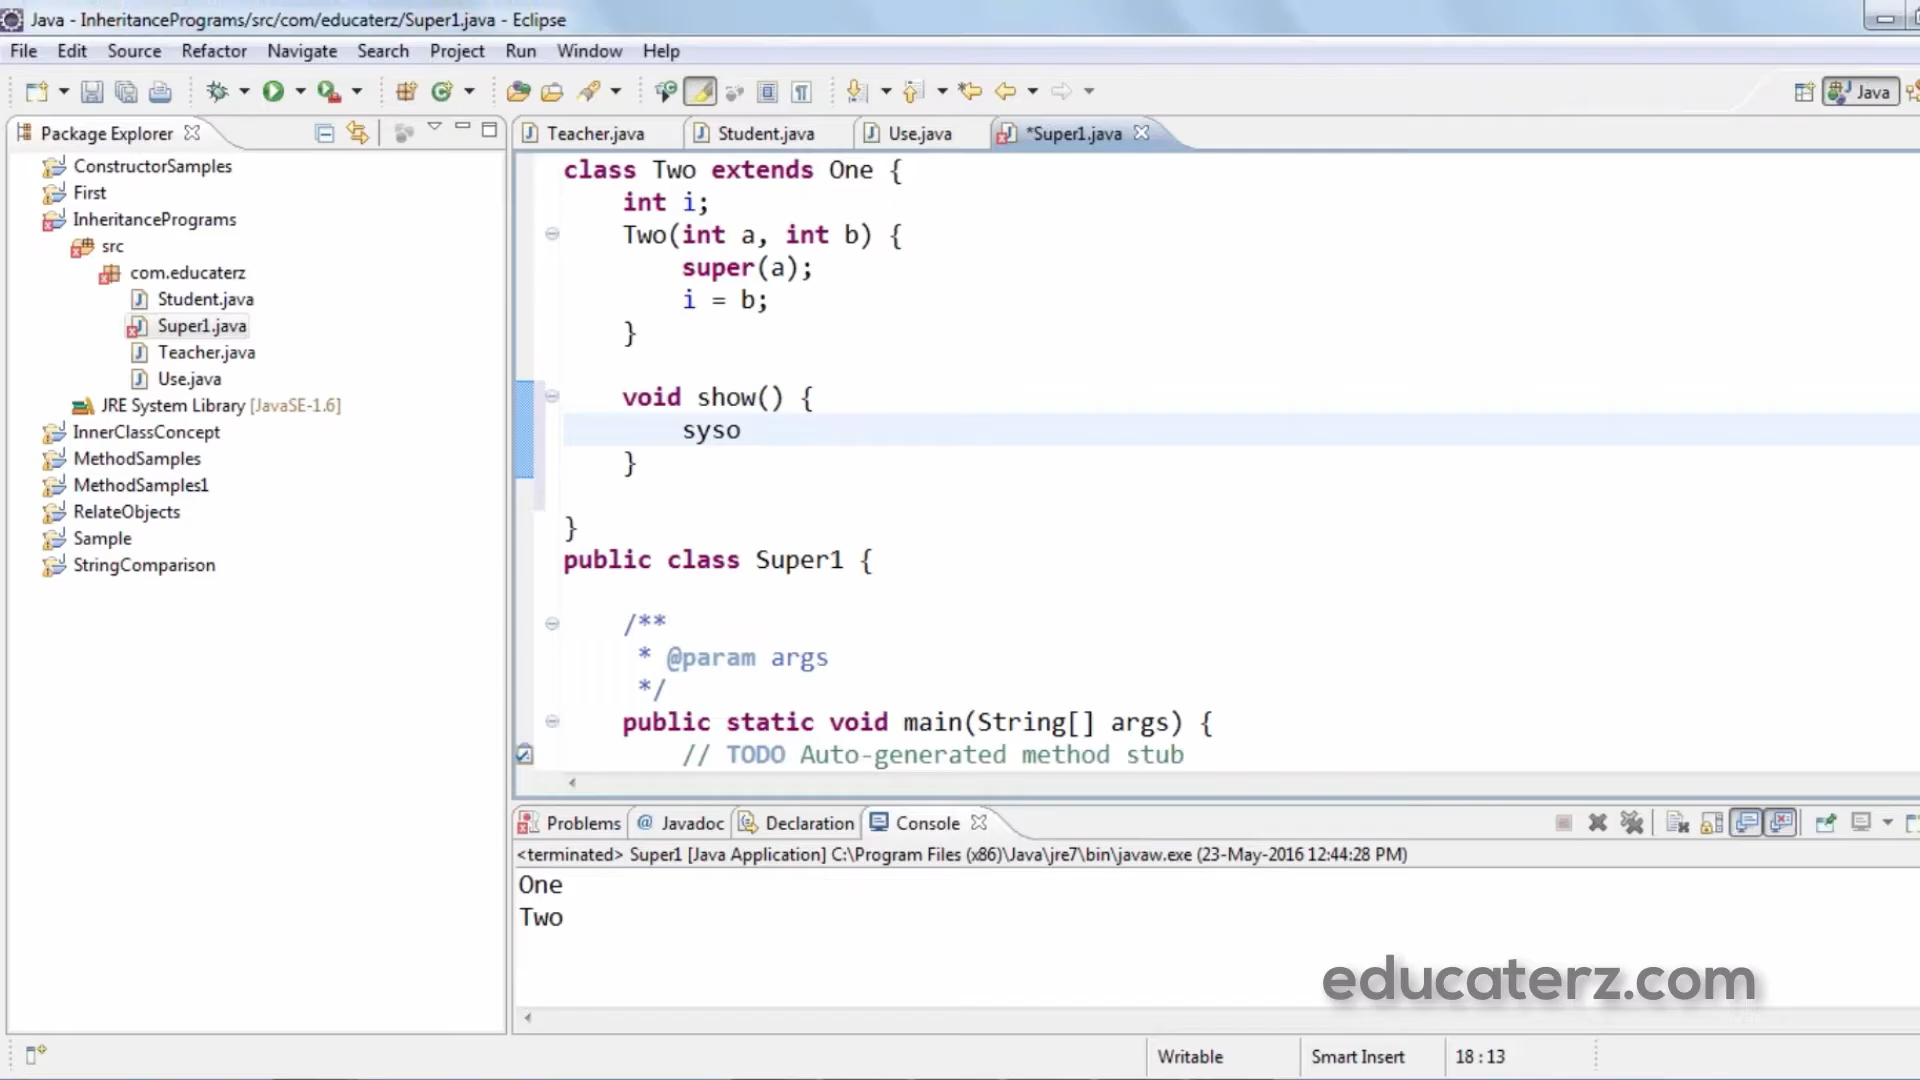 Java - InheritancePrograms/src/com/educaterz/Super1.java - Eclipse
File Edit Source Refactor Navigate Search Project Run Window Help
Java
Package Explorer
Teacher.java Student.java Use.java *Super1.java
ConstructorSamples
First
InheritancePrograms
src
com.educaterz
Student.java
Super1.java
Teacher.java
Use.java
JRE System Library [JavaSE-1.6]
InnerClassConcept
MethodSamples
MethodSamples1
RelateObjects
Sample
StringComparison
class Two extends One {
int i;
Two(int a, int b) {
super(a);
i = b;
}
void show() {
syso
}
}
public class Super1 {
/**
* @param args
*/
public static void main(String[] args) {
// TODO Auto-generated method stub
Problems @ Javadoc Declaration Console
<terminated> Super1 [Java Application] C:\Program Files (x86)\Java\jre7\bin\javaw.exe (23-May-2016 12:44:28 PM)
One
Two
educaterz.com
Writable Smart Insert 18 : 13